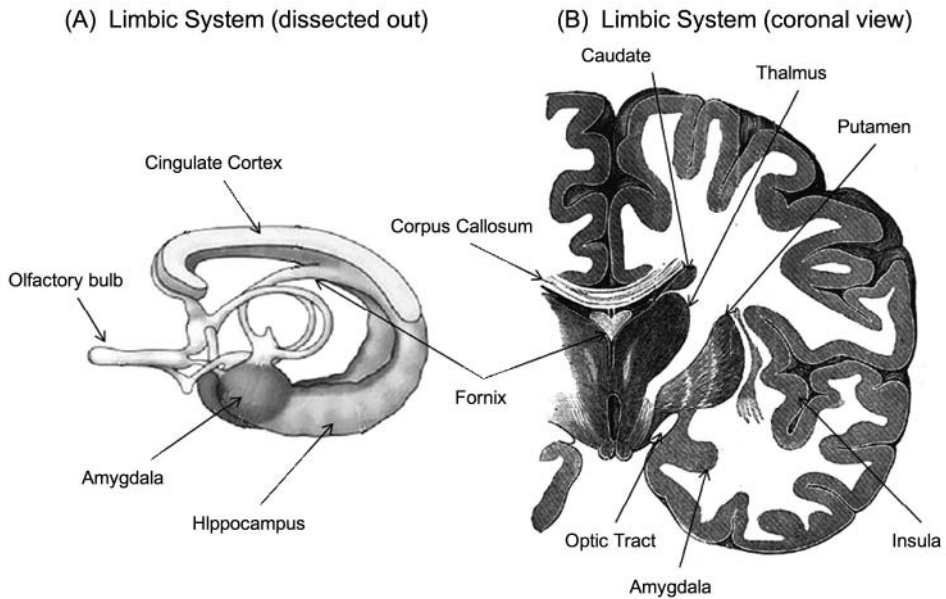 (A) Limbic System (dissected out)
(B) Limbic System (coronal view)
Cingulate Cortex
Olfactory bulb
Fornix
Amygdala
HIppocampus
Caudate
Thalmus
Putamen
Corpus Callosum
Optic Tract
Amygdala
Insula